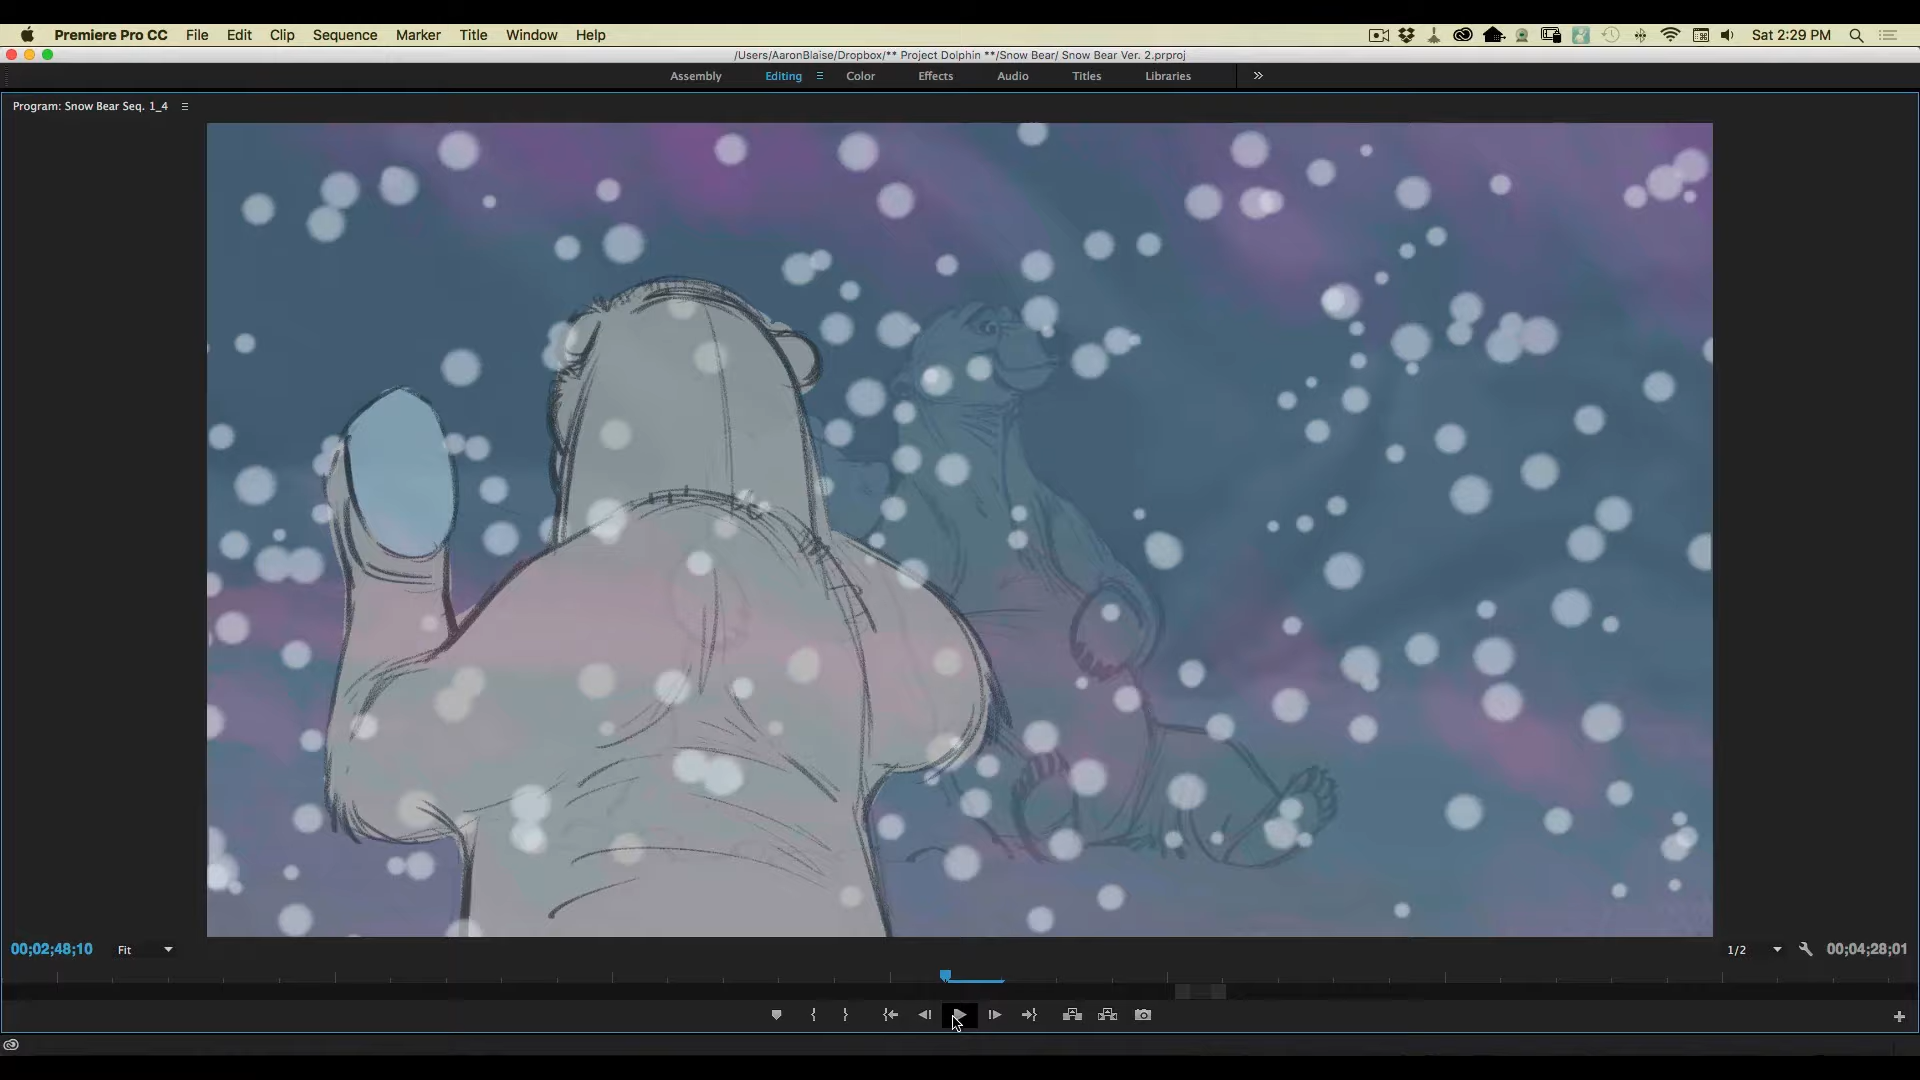 Premiere Pro CC File Edit Clip Sequence Marker Title Window Help Sat 2:29 PM
/Users/AaronBlaise/Dropbox/** Project Dolphin **/Snow Bear/ Snow Bear Ver. 2.prproj
Assembly Editing Color Effects Audio Titles Libraries
Program: Snow Bear Seq. 1_4
00;02;48;10 Fit 1/2 00;04;28;01